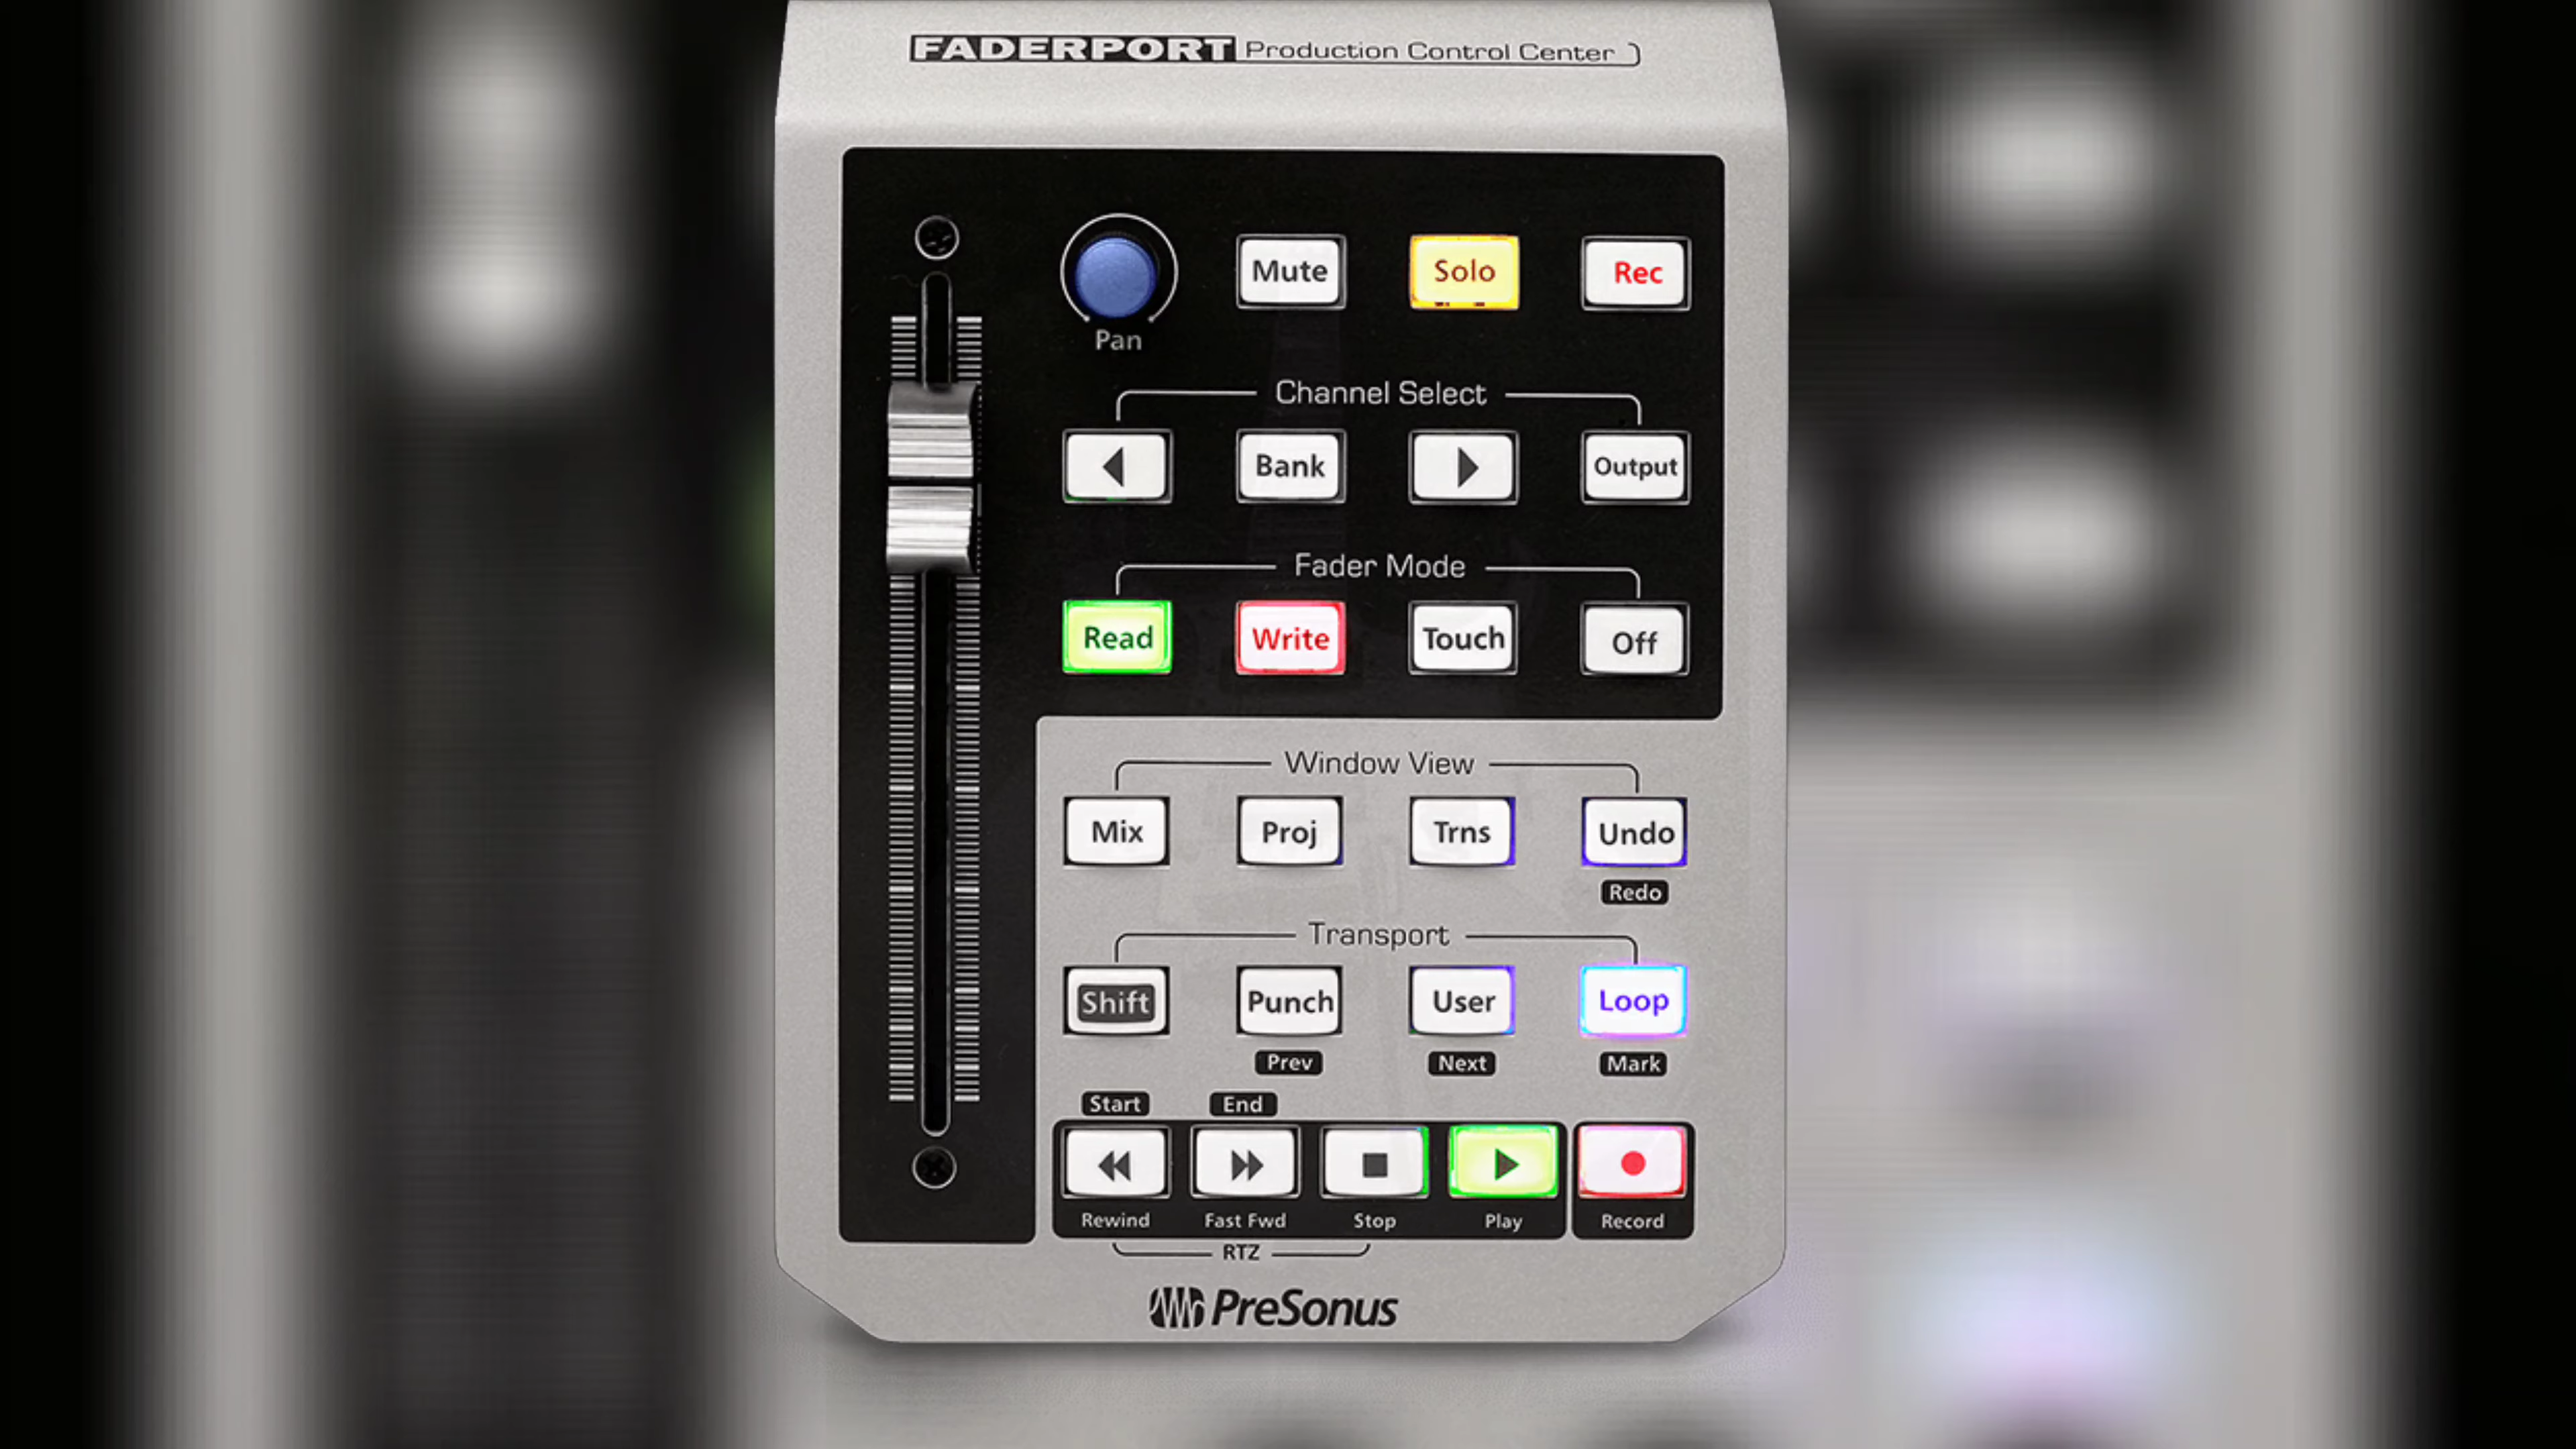 FADERPORT Production Control Center
Mute Solo Rec
Pan
Channel Select
Bank Output
Fader Mode
Read Write Touch Off
Window View
Mix Proj Trns Undo
Redo
Transport
Shift Punch User Loop
Prev Next Mark
Start End
Rewind Fast Fwd Stop Play Record
RTZ
PreSonus